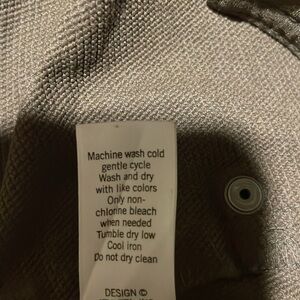 Machine wash cold
gentle cycle
Wash and dry
with like colors
Only non-
chlorine bleach
when needed
Tumble dry low
Cool iron
Do not dry clean
DESIGN ©